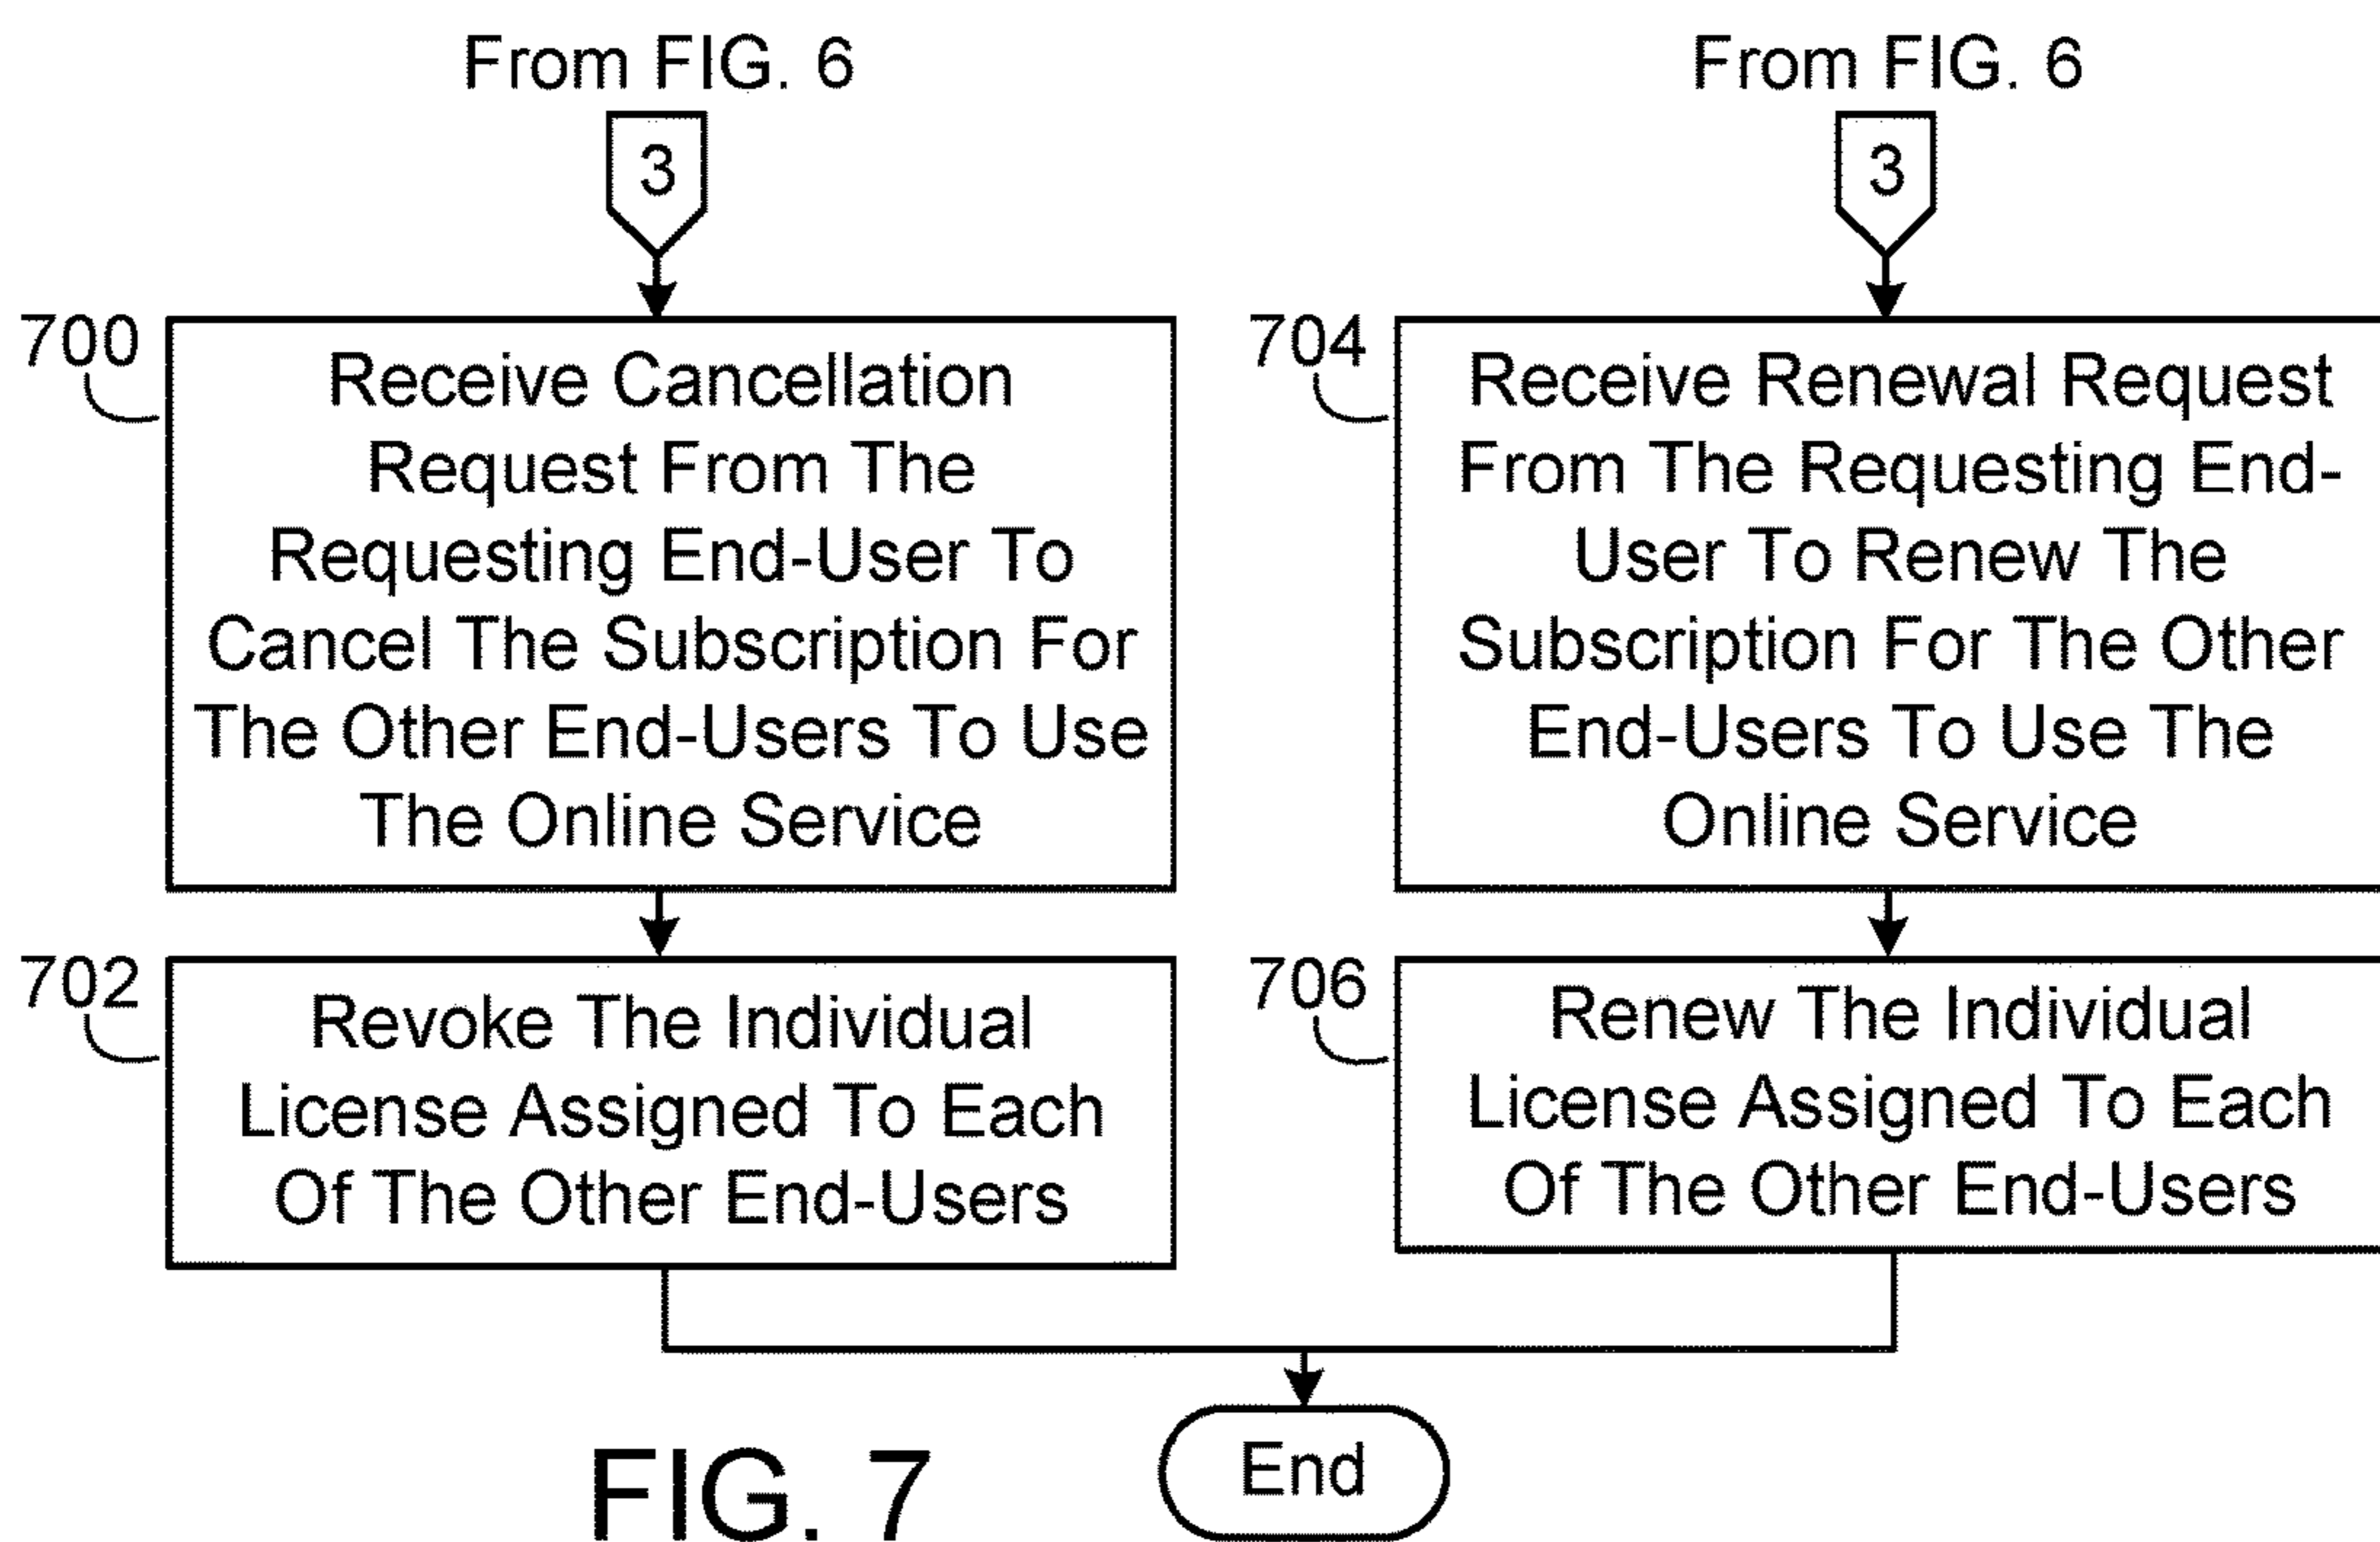 From FIG. 6
3
700
Receive Cancellation
Request From The
Requesting End-User To
Cancel The Subscription For
The Other End-Users To Use
The Online Service
702
Revoke The Individual
License Assigned To Each
Of The Other End-Users
From FIG. 6
3
704
Receive Renewal Request
From The Requesting End-
User To Renew The
Subscription For The Other
End-Users To Use The
Online Service
706
Renew The Individual
License Assigned To Each
Of The Other End-Users
End
FIG. 7